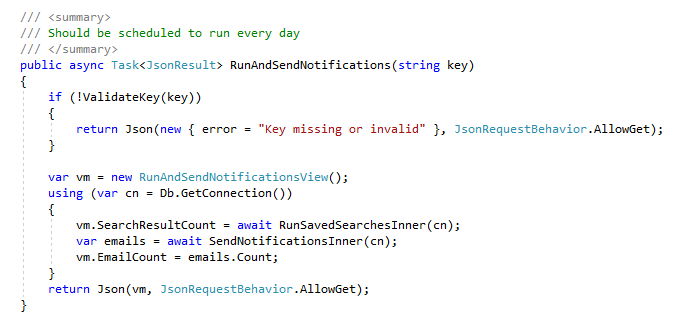 /// <summary>
/// Should be scheduled to run every day
/// </summary>
public async Task<JsonResult> RunAndSendNotifications(string key)
{
    if (!ValidateKey(key))
    {
        return Json(new { error = "Key missing or invalid" }, JsonRequestBehavior.AllowGet);
    }

    var vm = new RunAndSendNotificationsView();
    using (var cn = Db.GetConnection())
    {
        vm.SearchResultCount = await RunSavedSearchesInner(cn);
        var emails = await SendNotificationsInner(cn);
        vm.EmailCount = emails.Count;
    }
    return Json(vm, JsonRequestBehavior.AllowGet);
}